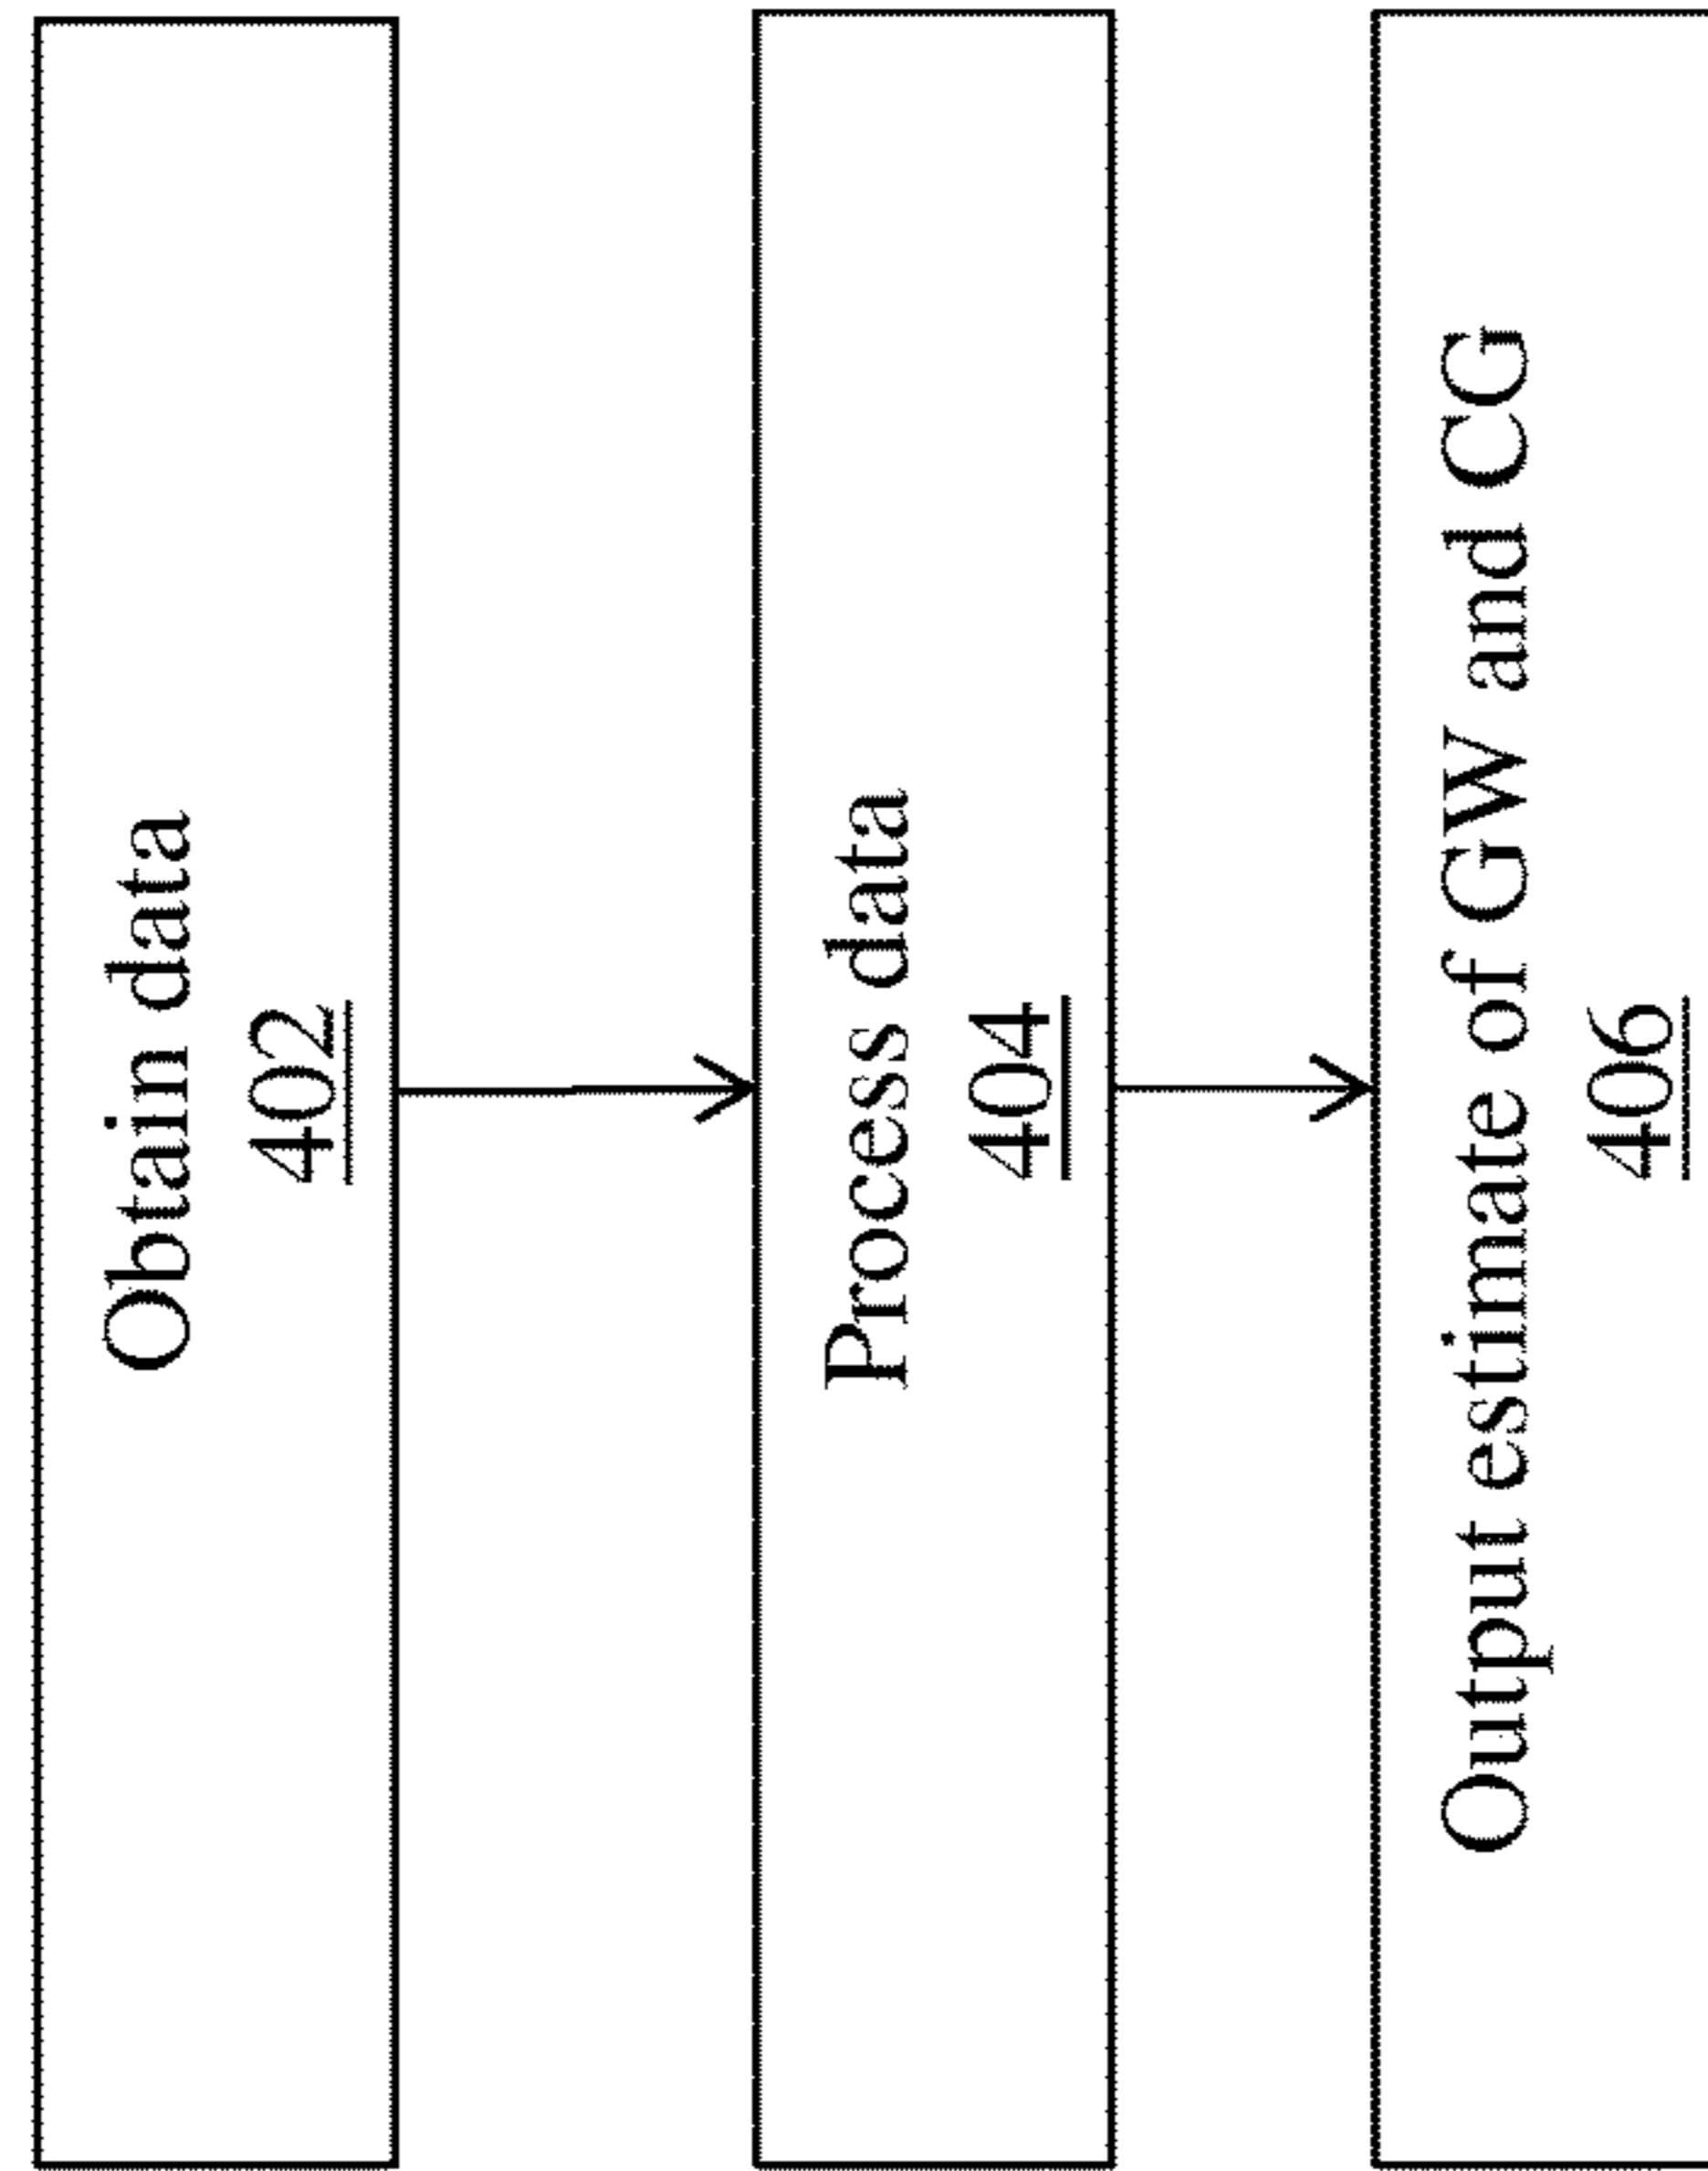 Obtain data
402
Process data
404
Output estimate of GW and CG
406